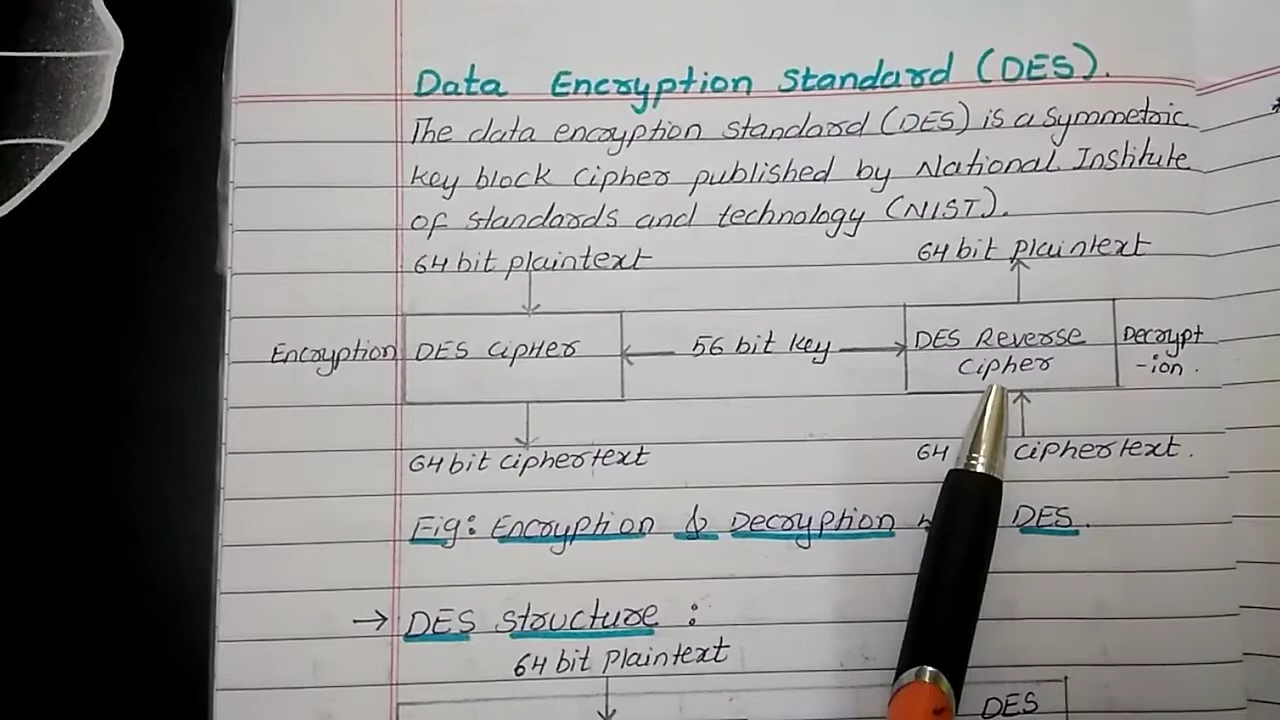 Data Encryption Standard (DES).
The data encryption standard (DES) is a symmetric
key block cipher published by National Institute
of standards and technology (NIST).
64 bit plaintext
64 bit plaintext
Encryption
DES CIPHER
56 bit key
DES Reverse
Cipher
Decrypt
-ion.
64 bit ciphertext
64 ciphertext.
Fig: Encryption & Decryption DES.
→ DES structure :
64 bit plaintext
DES